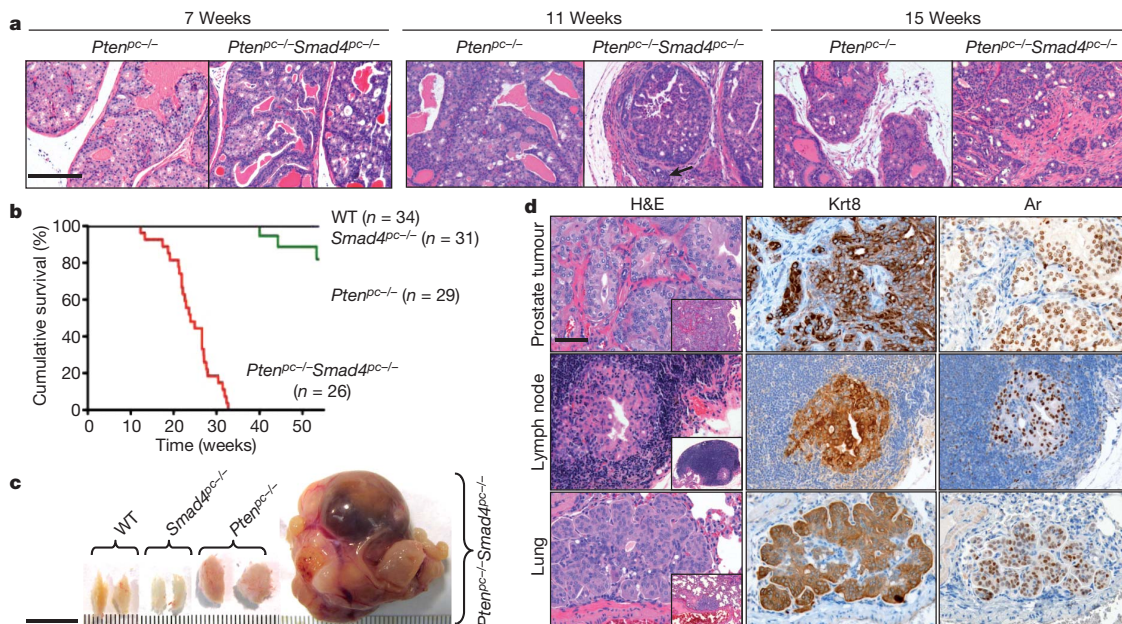 7 Weeks
11 Weeks
15 Weeks
a
Pten^pc–/–
Pten^pc–/–Smad4^pc–/–
Pten^pc–/–
Pten^pc–/–Smad4^pc–/–
Pten^pc–/–
Pten^pc–/–Smad4^pc–/–
b
Cumulative survival (%)
100
80
60
40
20
0
0
10
20
30
40
50
Time (weeks)
WT (n = 34)
Smad4^pc–/– (n = 31)
Pten^pc–/– (n = 29)
Pten^pc–/–Smad4^pc–/–
(n = 26)
c
WT
Smad4^pc–/–
Pten^pc–/–
Pten^pc–/–Smad4^pc–/–
d
H&E
Krt8
Ar
Prostate tumour
Lymph node
Lung